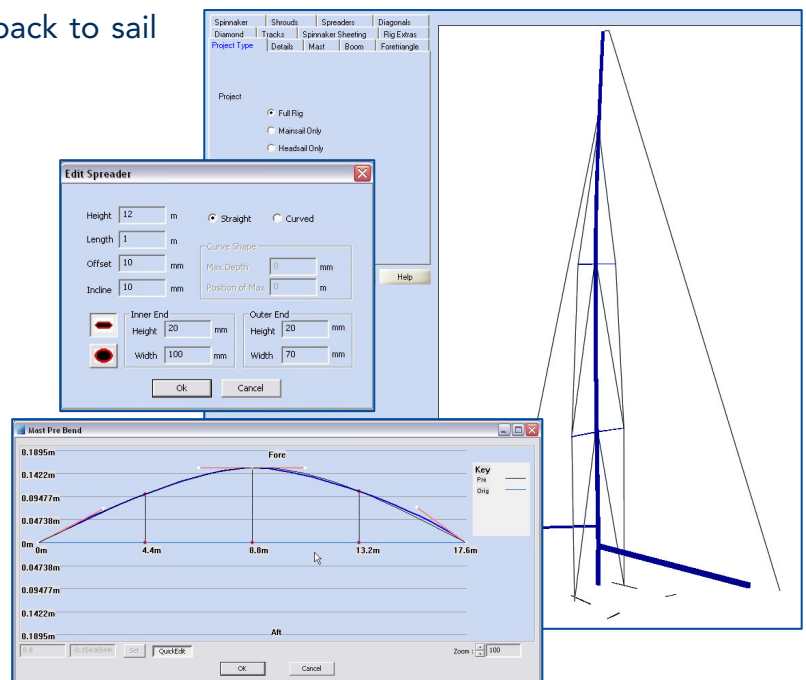 back to sail
Spinnaker Shrouds Spreaders Diagonals
Diamond Tracks Spinnaker Sheeting Rig Extras
Project Type Details Mast Boom Foretriangle
Project
Full Rig
Mainsail Only
Headsail Only
Help
Edit Spreader
Height 12 m Straight Curved
Length 1 m
Curve Shape
Offset 10 mm Max Depth 0 mm
Incline 10 mm Position of Max 0 m
Inner End Outer End
Height 20 mm Height 20 mm
Width 100 mm Width 70 mm
Ok Cancel
Mast Pre Bend
0.1895m
Fore
0.1422m
Key
Pre
Orig
0.09477m
0.04738m
0m
0m 4.4m 8.8m 13.2m 17.6m
0.04738m
0.09477m
0.1422m
0.1895m
Aft
Set QuickEdit Zoom : 100
OK Cancel